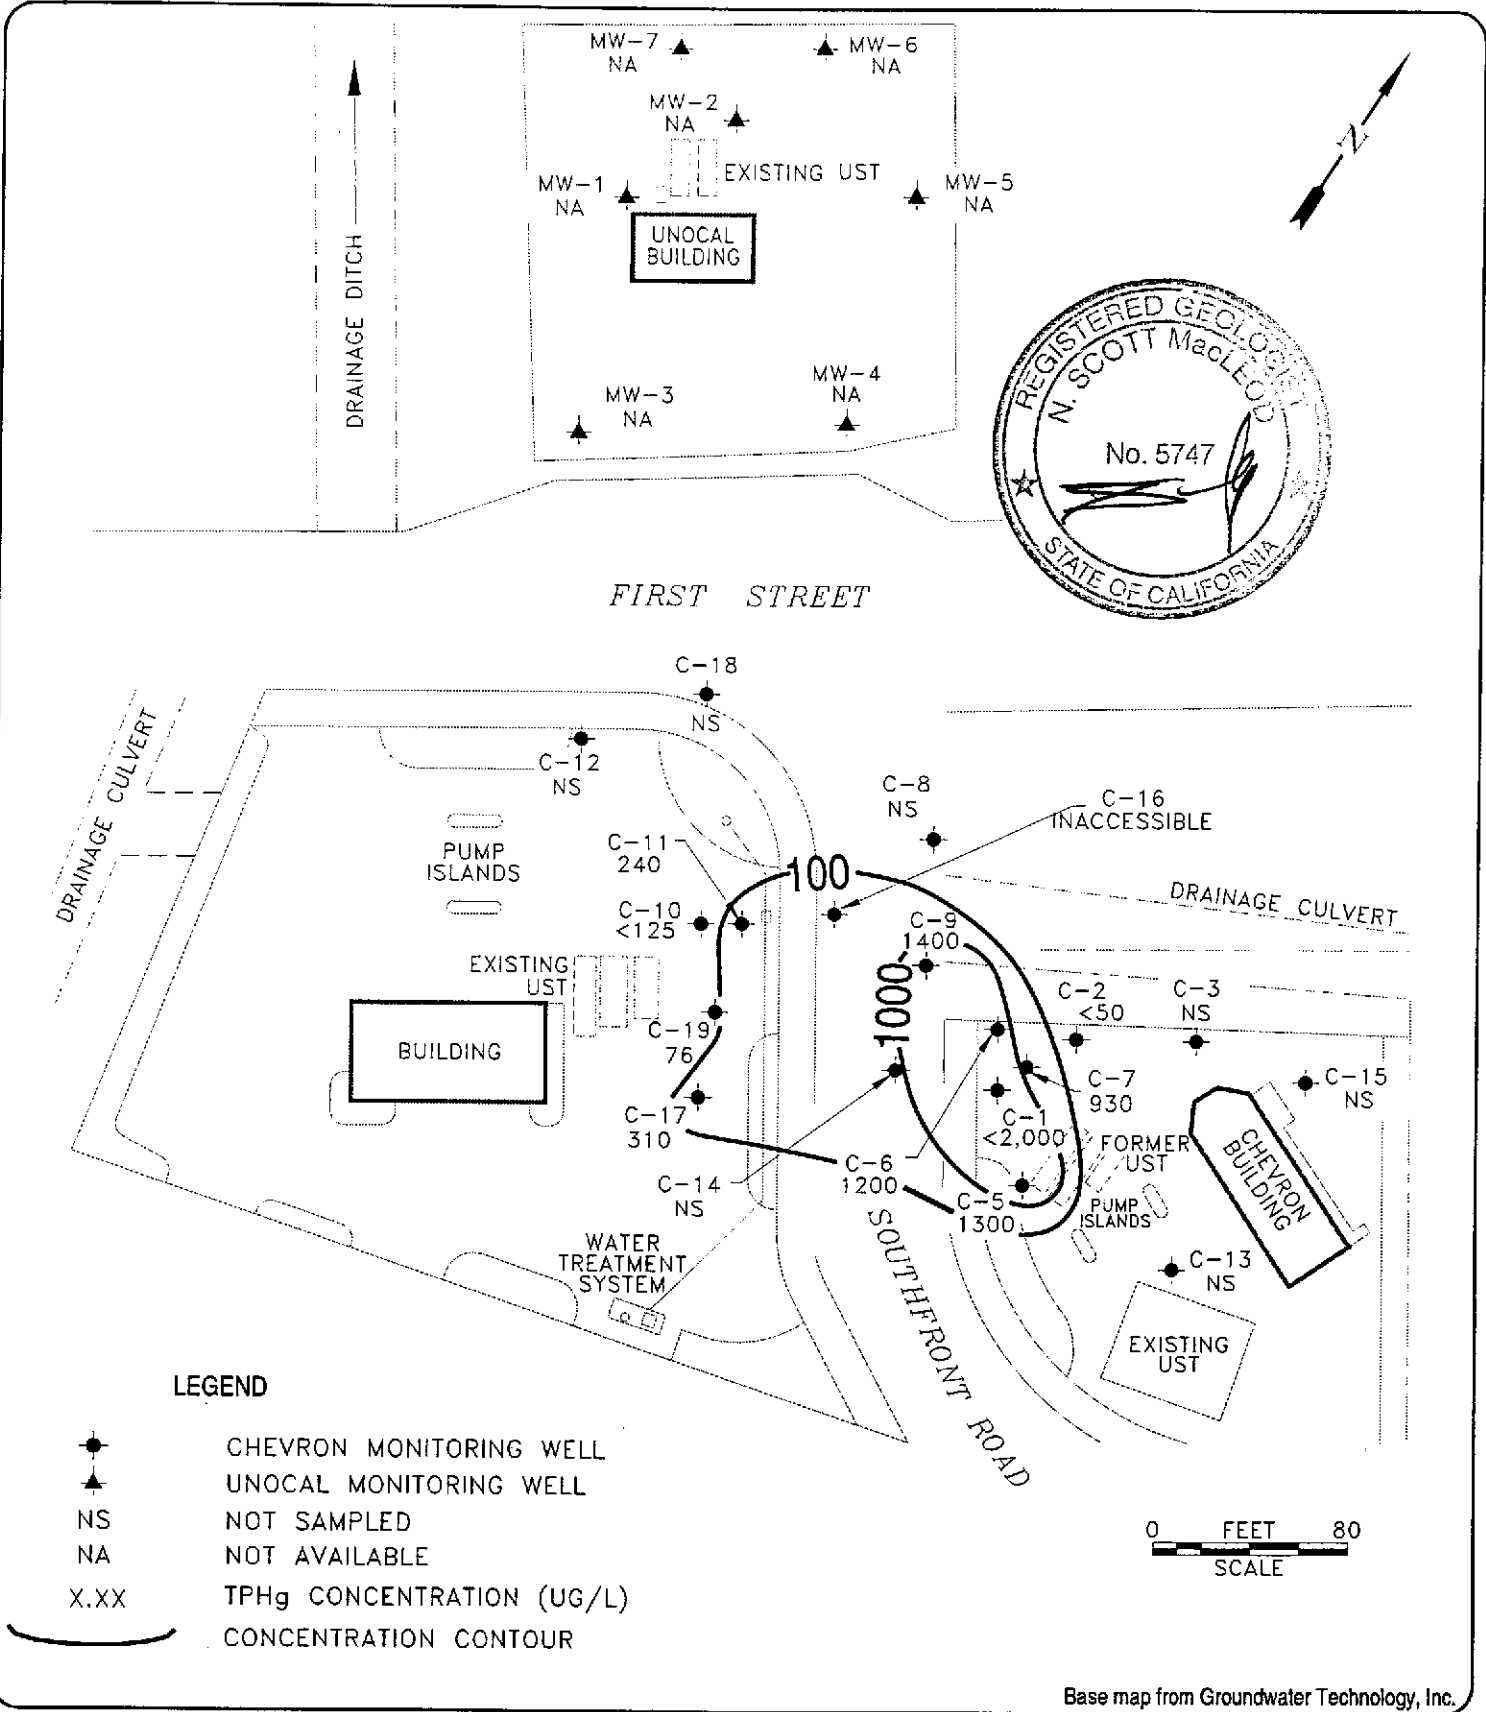 MW-7
NA
MW-6
NA
MW-2
NA
EXISTING UST
MW-1
NA
MW-5
NA
UNOCAL
BUILDING
N
DRAINAGE DITCH
MW-3
NA
MW-4
NA
REGISTERED GEOLOGIST
N. SCOTT MacLEOD
No. 5747
STATE OF CALIFORNIA
FIRST STREET
C-18
NS
C-12
NS
DRAINAGE CULVERT
C-8
NS
C-16
INACCESSIBLE
PUMP
ISLANDS
C-11
240
100
DRAINAGE CULVERT
C-10
<125
C-9
1400
EXISTING
UST
1000
C-2
<50
C-3
NS
C-19
76
BUILDING
C-7
930
C-15
NS
C-17
310
C-1
<2,000
FORMER
UST
CHEVRON
BUILDING
C-14
NS
C-6
1200
C-5
1300
PUMP
ISLANDS
WATER
TREATMENT
SYSTEM
SOUTHFRONT ROAD
C-13
NS
EXISTING
UST
LEGEND
CHEVRON MONITORING WELL
UNOCAL MONITORING WELL
NS NOT SAMPLED
NA NOT AVAILABLE
X.XX TPHg CONCENTRATION (UG/L)
CONCENTRATION CONTOUR
0 FEET 80
SCALE
Base map from Groundwater Technology, Inc.